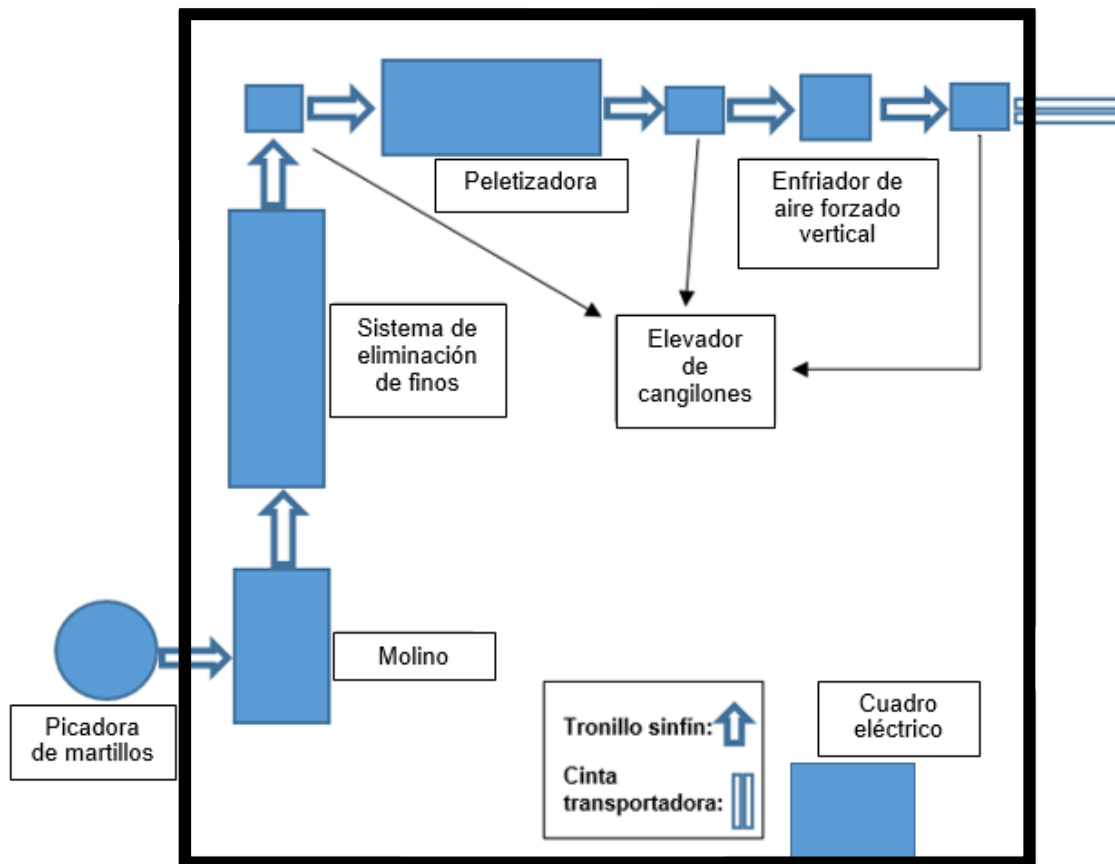 Peletizadora
Enfriador de
aire forzado
vertical
Sistema de
eliminación
de finos
Elevador
de
cangilones
Molino
Picadora
de martillos
Tronillo sinfín:
Cinta
transportadora:
Cuadro
eléctrico